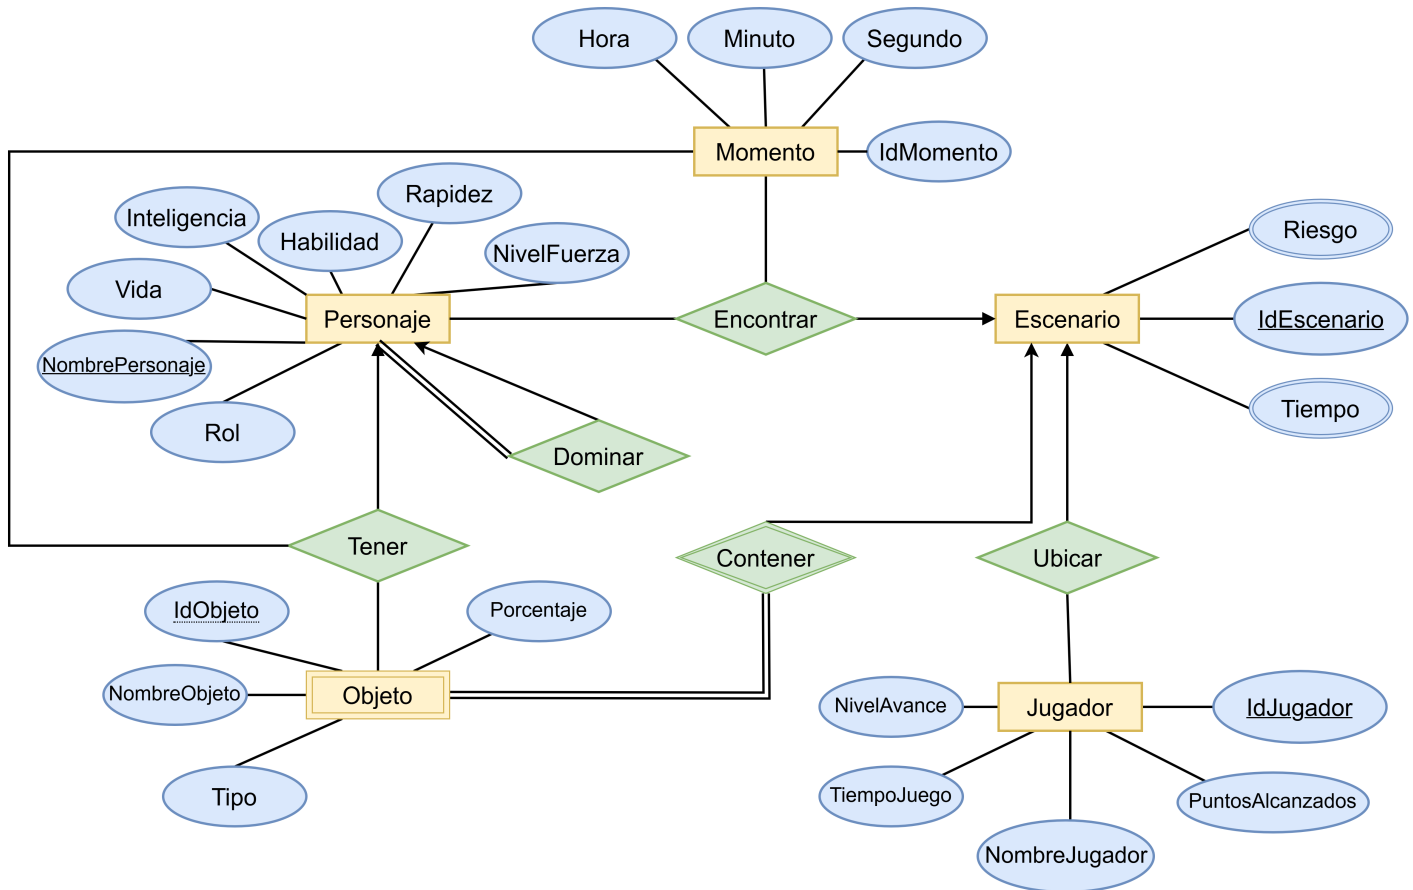 Hora
Minuto
Segundo
Momento
IdMomento
Rapidez
Inteligencia
Habilidad
NivelFuerza
Riesgo
Vida
Personaje
Encontrar
Escenario
IdEscenario
NombrePersonaje
Rol
Tiempo
Dominar
Tener
Contener
Ubicar
IdObjeto
Porcentaje
NombreObjeto
Objeto
NivelAvance
Jugador
IdJugador
Tipo
TiempoJuego
PuntosAlcanzados
NombreJugador